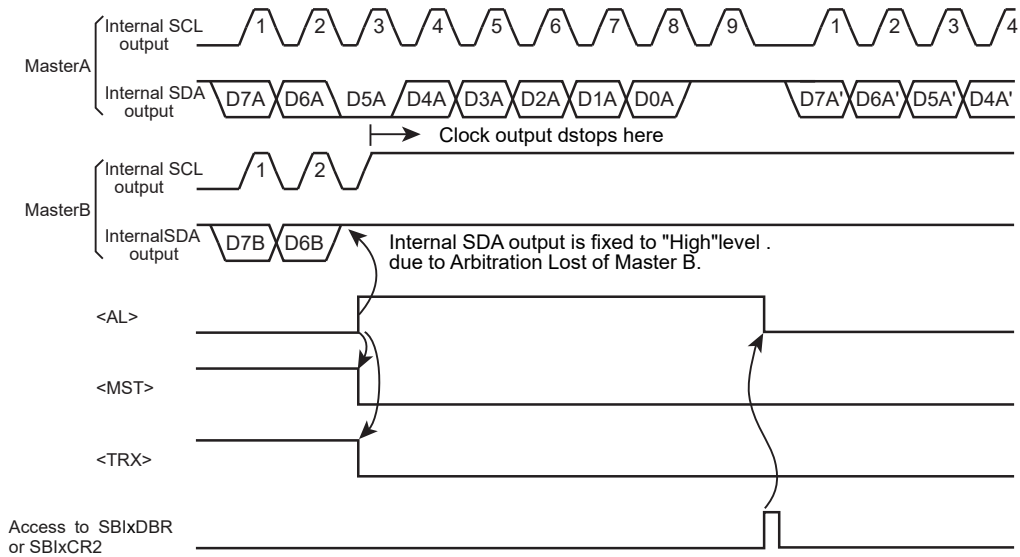 Internal SCL output 1 2 3 4 5 6 7 8 9 1 2 3 4
MasterA
Internal SDA output D7A D6A D5A D4A D3A D2A D1A D0A D7A' D6A' D5A' D4A'
Clock output dstops here
Internal SCL output 1 2
MasterB
InternalSDA output D7B D6B
Internal SDA output is fixed to "High"level .
due to Arbitration Lost of Master B.
<AL>
<MST>
<TRX>
Access to SBIxDBR
or SBIxCR2